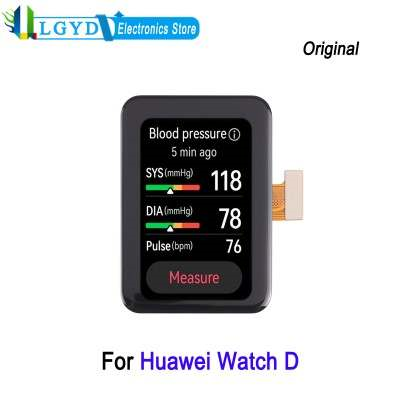 LGYD Electronics Store
Original
Blood pressure
5 min ago
SYS(mmHg) 118
DIA(mmHg) 78
Pulse(bpm) 76
Measure
For Huawei Watch D